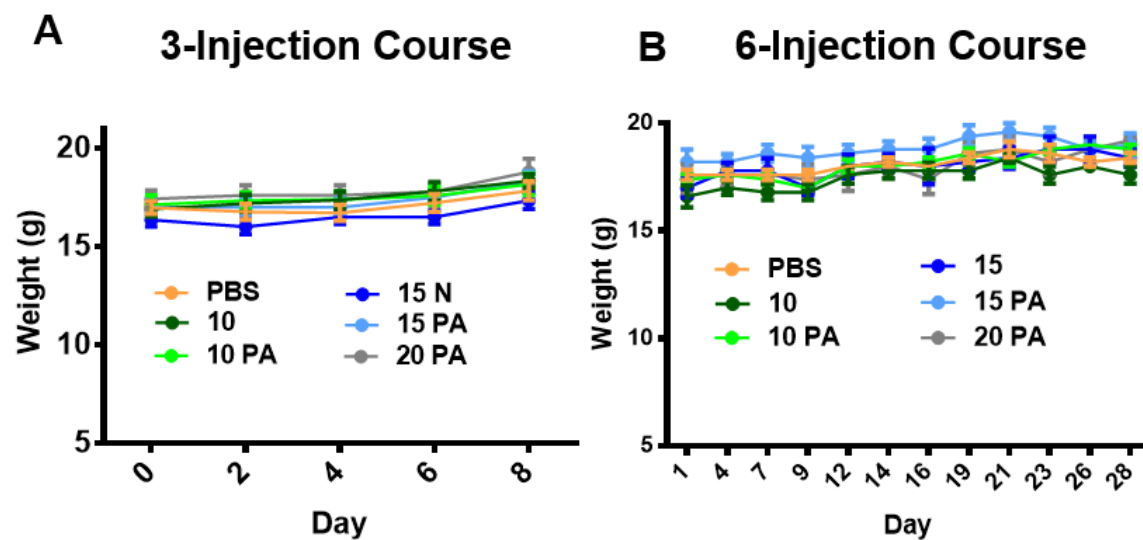 A
3-Injection Course
B
6-Injection Course
Weight (g)
20
15
10
5
PBS
10
10 PA
15 N
15 PA
20 PA
0
2
4
6
8
Day
Weight (g)
20
15
10
5
PBS
10
10 PA
15
15 PA
20 PA
1
4
7
9
12
14
16
19
21
23
26
28
Day